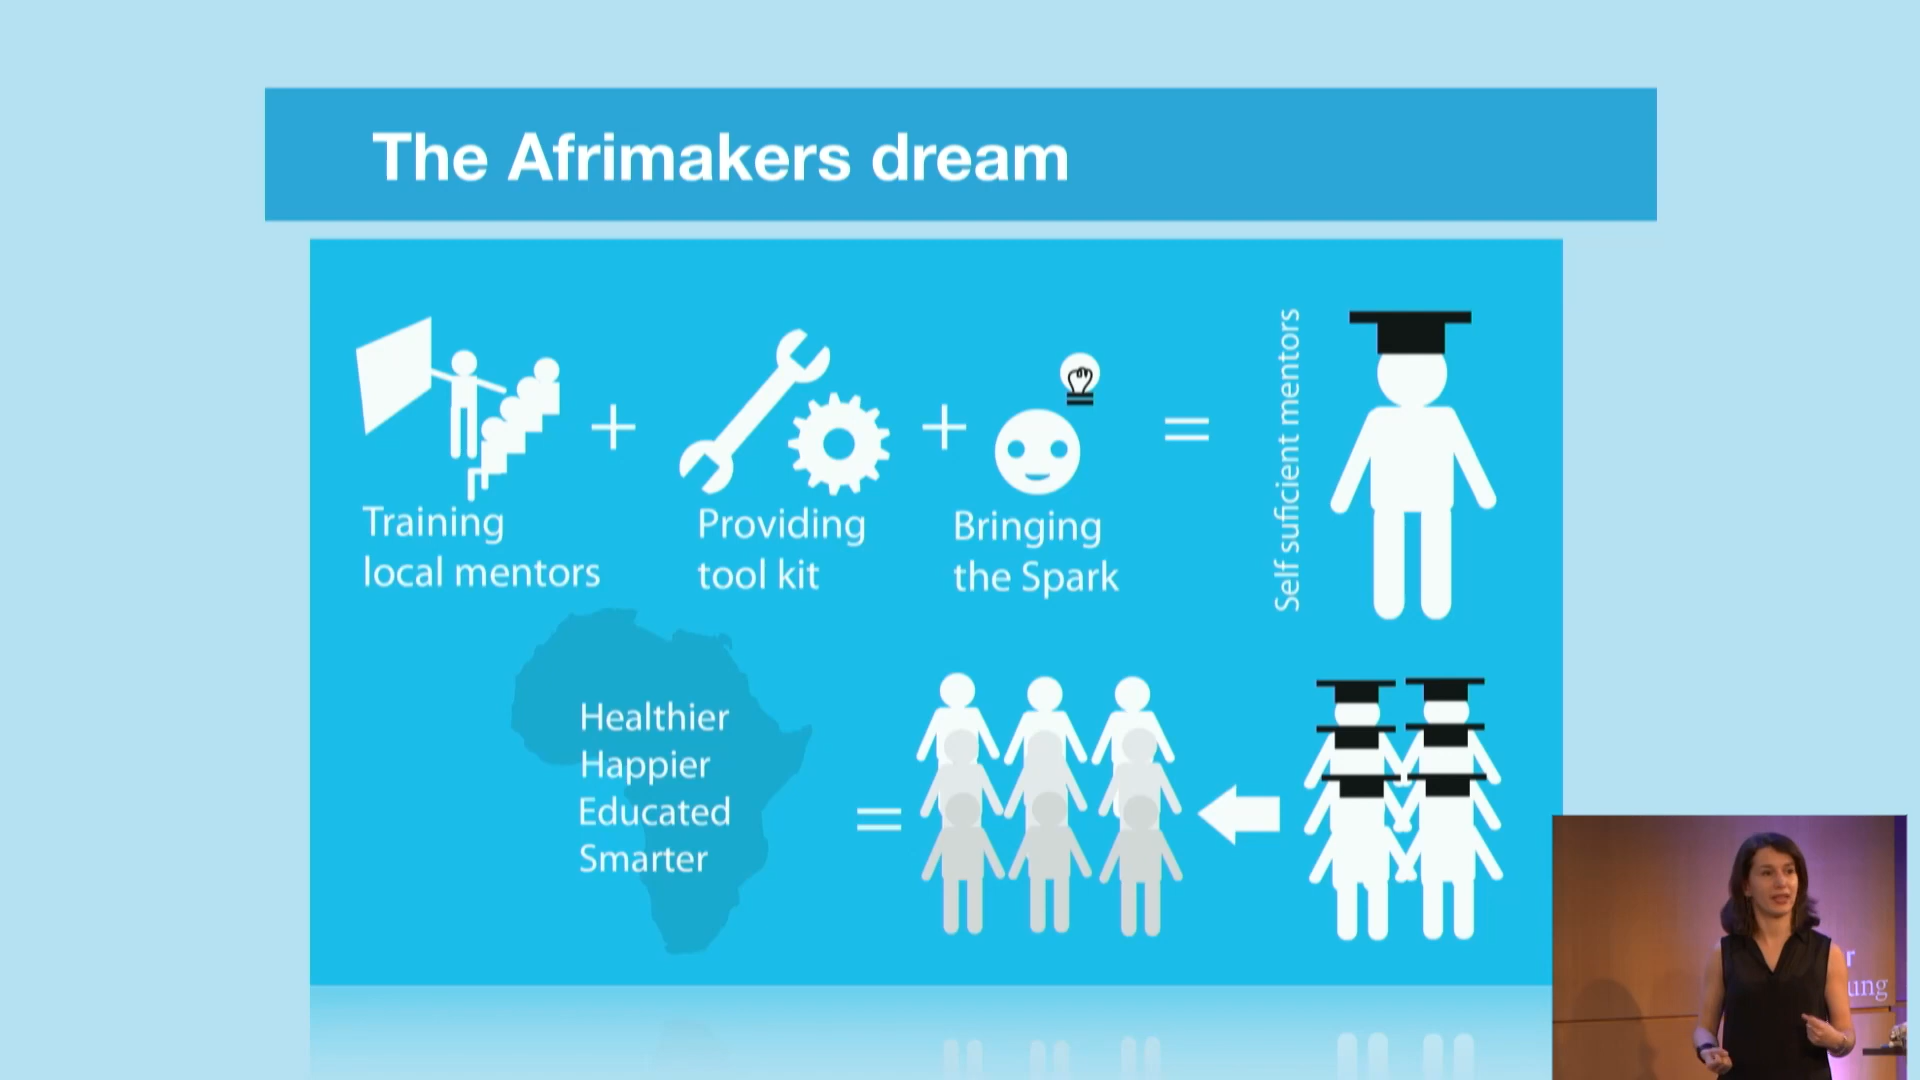 The Afrimakers dream
Training
local mentors
Providing
tool kit
Bringing
the Spark
Self suficient mentors
Healthier
Happier
Educated
Smarter
r
ung